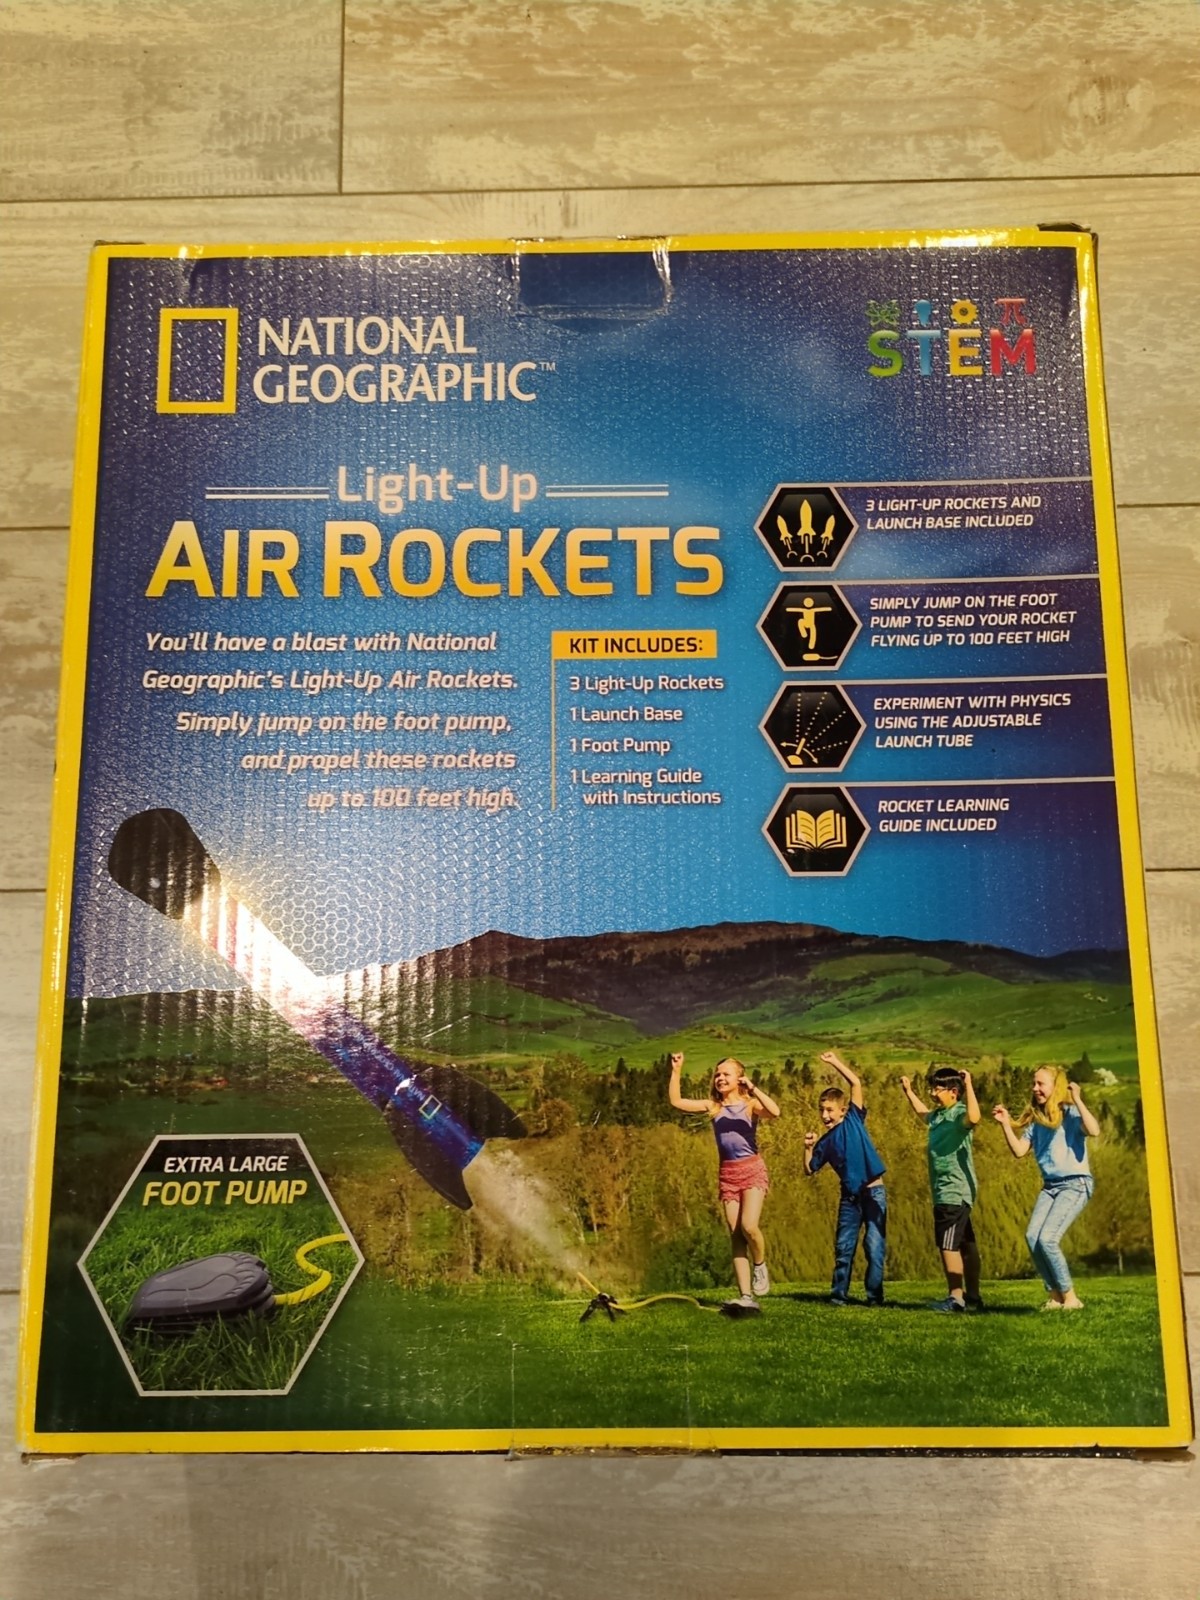 NATIONAL
GEOGRAPHIC™
STEM
Light-Up
AIR ROCKETS
You'll have a blast with National
Geographic's Light-Up Air Rockets.
Simply jump on the foot pump,
and propel these rockets
up to 100 feet high.
KIT INCLUDES:
3 Light-Up Rockets
1 Launch Base
1 Foot Pump
1 Learning Guide
with Instructions
3 LIGHT-UP ROCKETS AND
LAUNCH BASE INCLUDED
SIMPLY JUMP ON THE FOOT
PUMP TO SEND YOUR ROCKET
FLYING UP TO 100 FEET HIGH
EXPERIMENT WITH PHYSICS
USING THE ADJUSTABLE
LAUNCH TUBE
ROCKET LEARNING
GUIDE INCLUDED
EXTRA LARGE
FOOT PUMP